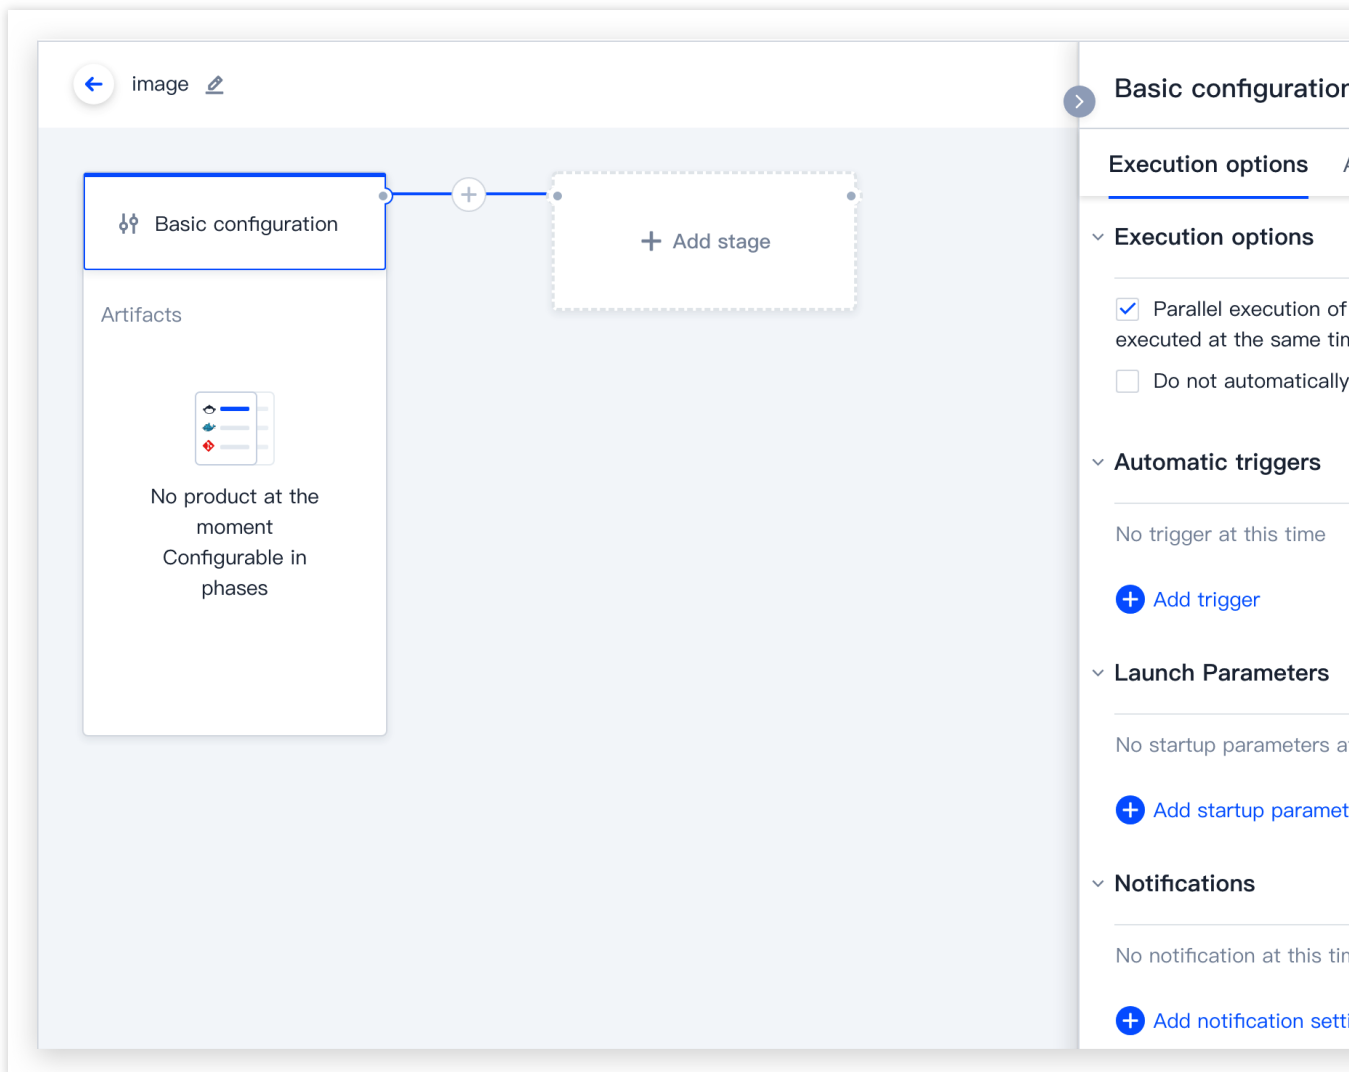 image
Basic configuration
Artifacts
No product at the
moment
Configurable in
phases
Add stage
Basic configuration
Execution options
Execution options
Parallel execution of
executed at the same
Do not automatically
Automatic triggers
No trigger at this time
Add trigger
Launch Parameters
No startup parameters
Add startup
Notifications
No notification at this
Add notification